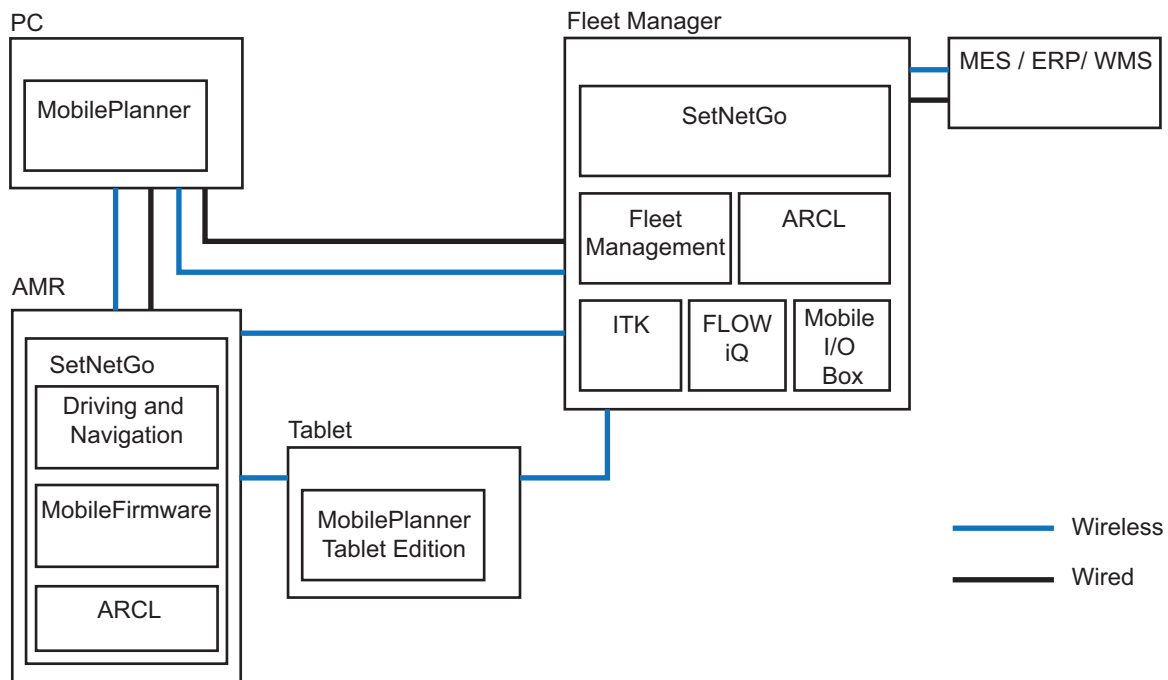 PC
MobilePlanner
Fleet Manager
SetNetGo
Fleet
Management
ARCL
ITK
FLOW
iQ
Mobile
I/O
Box
MES / ERP/ WMS
AMR
SetNetGo
Driving and
Navigation
MobileFirmware
ARCL
Tablet
MobilePlanner
Tablet Edition
Wireless
Wired